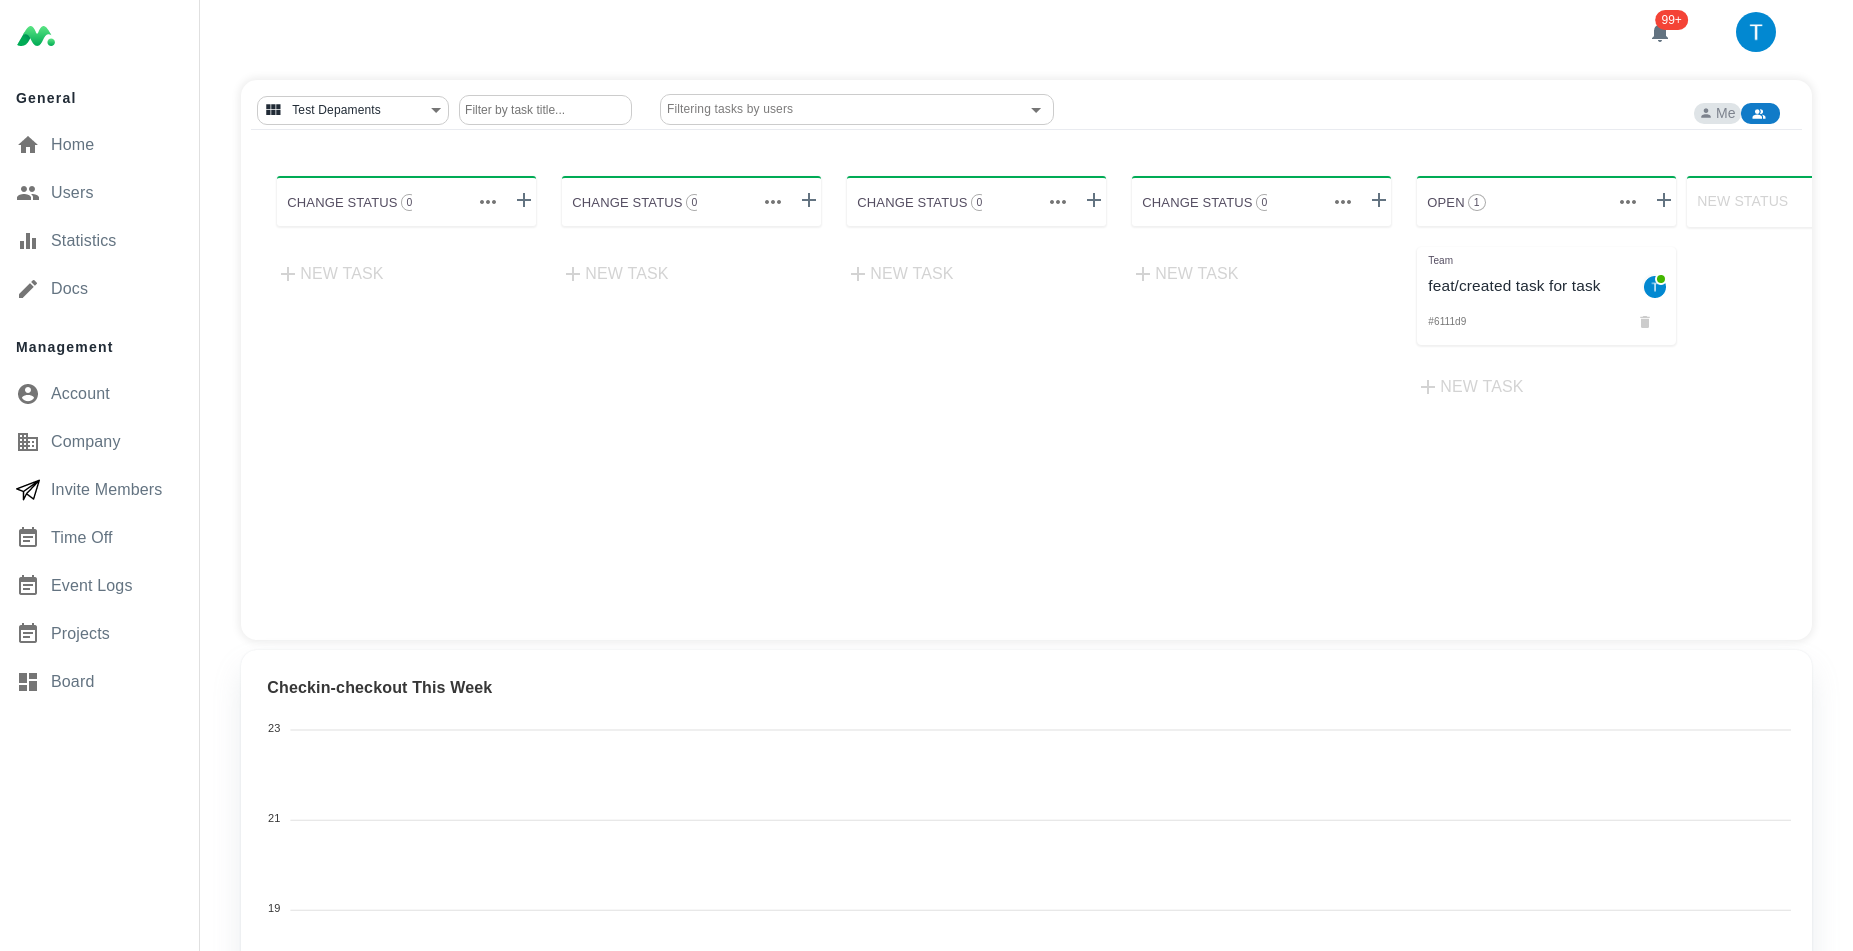 99+
T
General
Home
Users
Statistics
Docs
Management
Account
Company
Invite Members
Time Off
Event Logs
Projects
Board
Test Depaments
Filter by task title...
Filtering tasks by users
Me
CHANGE STATUS 0
CHANGE STATUS 0
CHANGE STATUS 0
CHANGE STATUS 0
OPEN 1
NEW STATUS
NEW TASK
NEW TASK
NEW TASK
NEW TASK
Team
feat/created task for task
T
#6111d9
NEW TASK
Checkin-checkout This Week
23
21
19